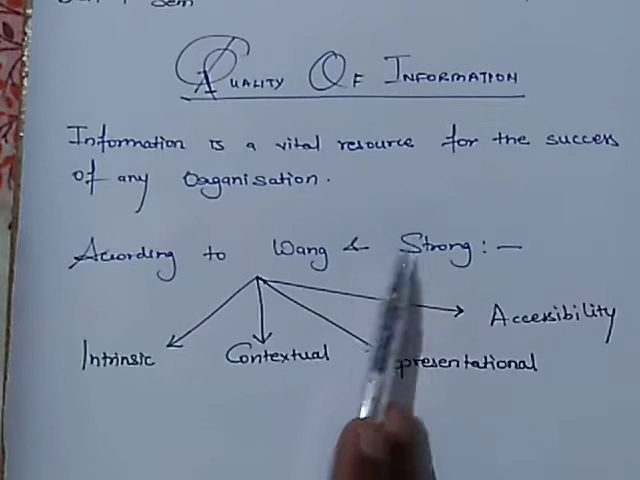 Sem
Quality Of Information
Information is a vital resource for the success
of any Organisation.
According to Wang & Strong : —
Accessibility
Intrinsic Contextual presentational